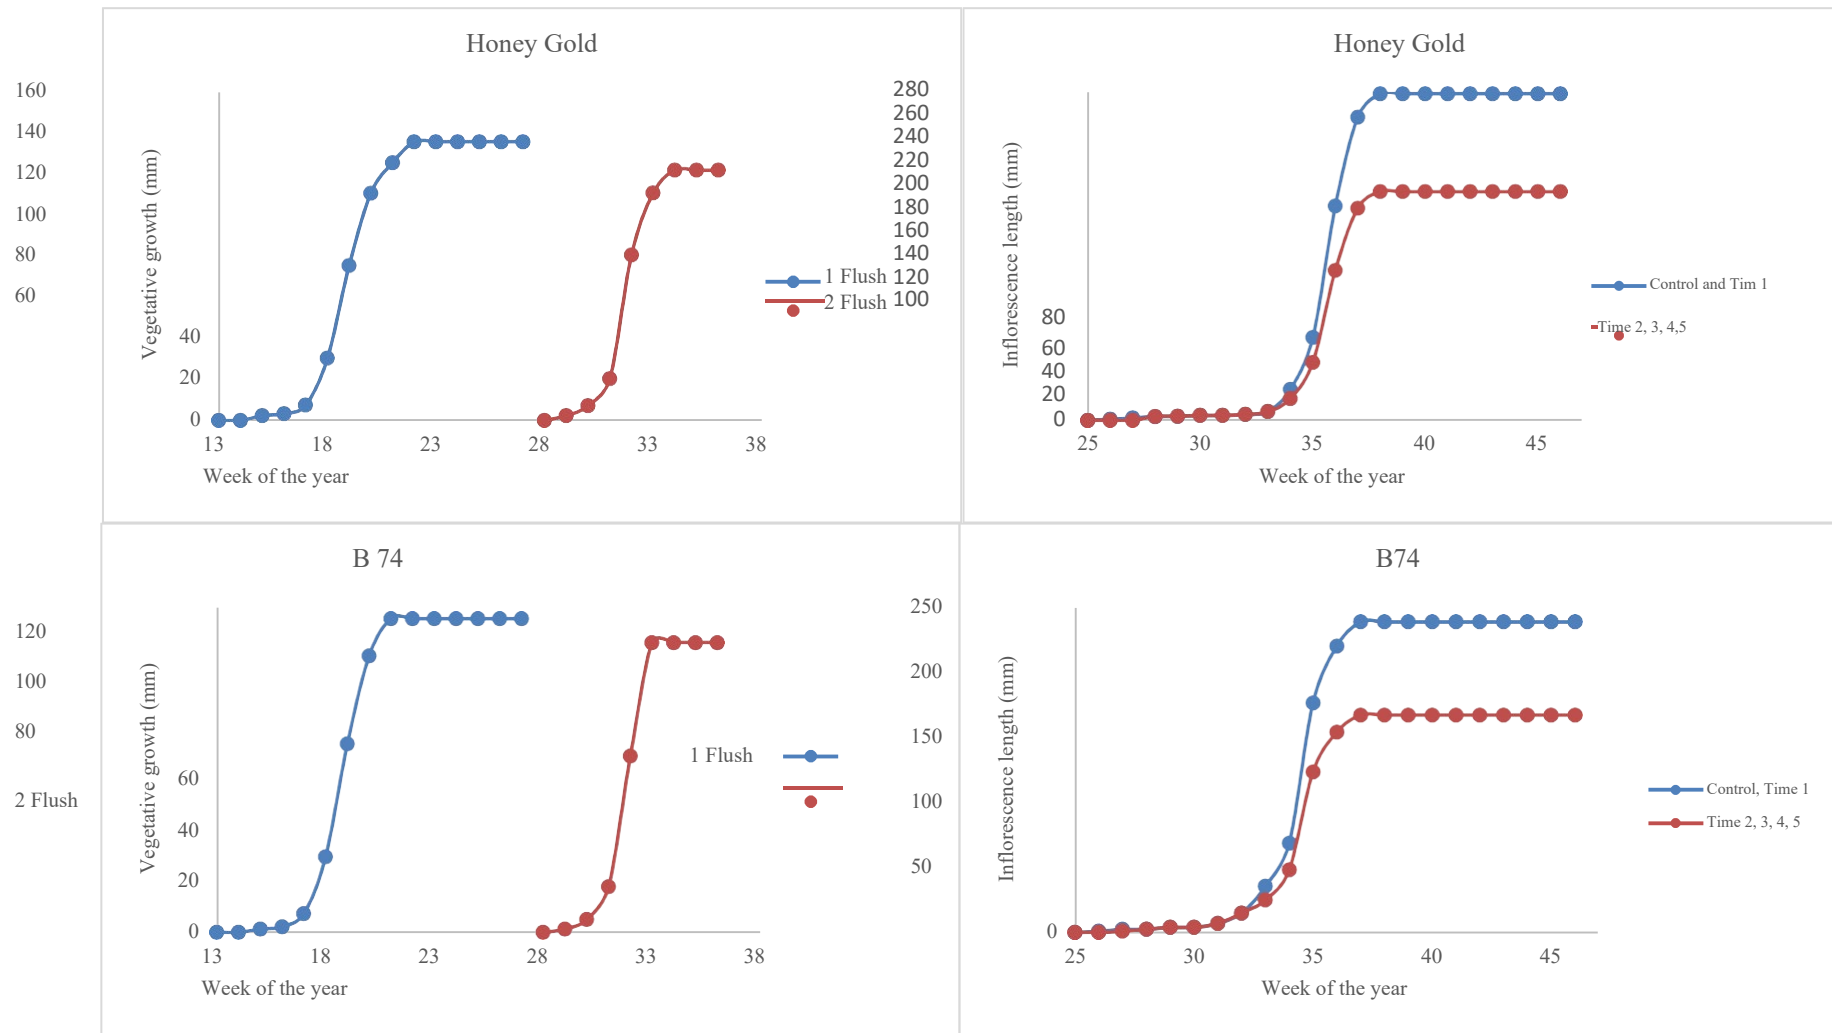 Honey Gold
160
140
120
100
80
60
40
20
0
Vegetative growth (mm)
13 18 23 28 33 38
Week of the year
1 Flush
2 Flush
Honey Gold
280
260
240
220
200
180
160
140
120
100
80
60
40
20
0
Inflorescence length (mm)
25 30 35 40 45
Week of the year
Control and Tim 1
Time 2, 3, 4,5
B 74
120
100
80
60
40
20
0
Vegetative growth (mm)
13 18 23 28 33 38
Week of the year
1 Flush
2 Flush
B74
250
200
150
100
50
0
Inflorescence length (mm)
25 30 35 40 45
Week of the year
Control, Time 1
Time 2, 3, 4, 5